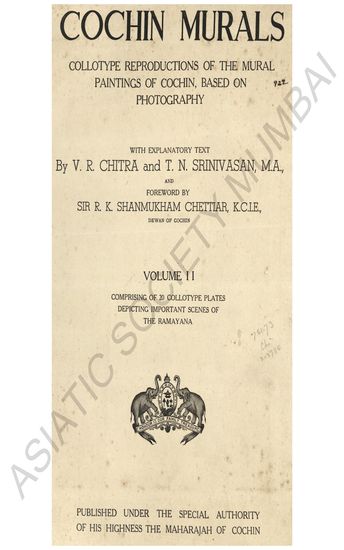 COCHIN MURALS
COLLOTYPE REPRODUCTIONS OF THE MURAL
PAINTINGS OF COCHIN, BASED ON
PHOTOGRAPHY
WITH EXPLANATORY TEXT
By V. R. CHITRA and T. N. SRINIVASAN, M.A.,
AND
FOREWORD BY
SIR R. K. SHANMUKHAM CHETTIAR, K.C.I.E.,
DEWAN OF COCHIN
VOLUME II
COMPRISING OF 20 COLLOTYPE PLATES
DEPICTING IMPORTANT SCENES OF
THE RAMAYANA
PUBLISHED UNDER THE SPECIAL AUTHORITY
OF HIS HIGHNESS THE MAHARAJAH OF COCHIN
ASIATIC SOCIETY MUMBAI